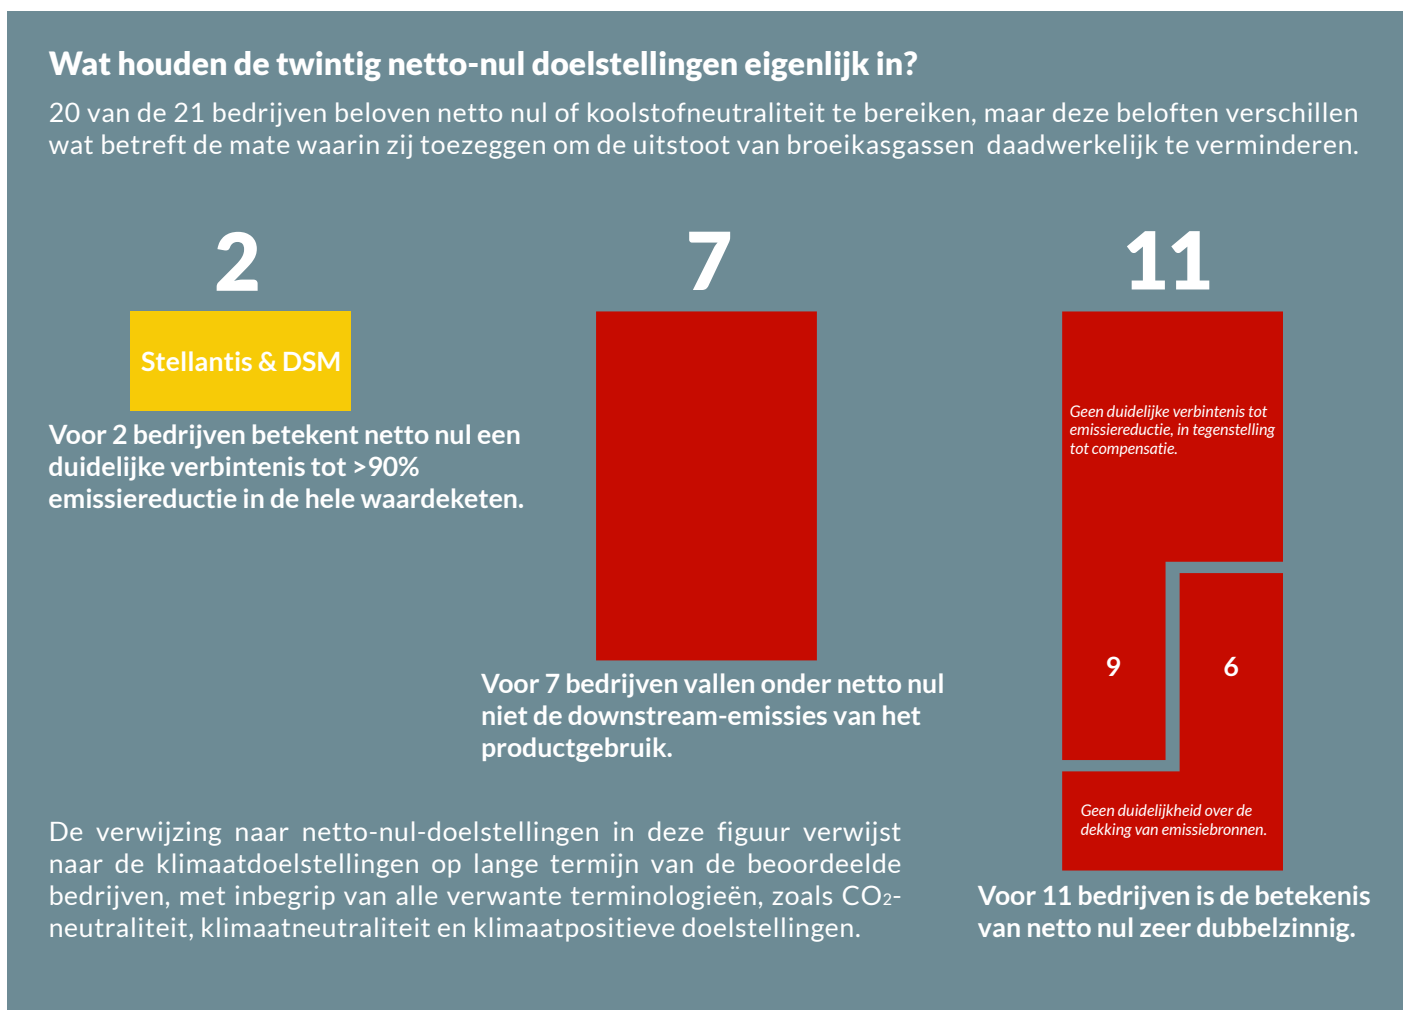 Wat houden de twintig netto-nul doelstellingen eigenlijk in?
20 van de 21 bedrijven beloven netto nul of koolstofneutraliteit te bereiken, maar deze beloften verschillen
wat betreft de mate waarin zij toezeggen om de uitstoot van broeikasgassen daadwerkelijk te verminderen.
2
Stellantis & DSM
Voor 2 bedrijven betekent netto nul een
duidelijke verbintenis tot >90%
emissiereductie in de hele waardeketen.
7
Voor 7 bedrijven vallen onder netto nul
niet de downstream-emissies van het
productgebruik.
11
Geen duidelijke verbintenis tot
emissiereductie, in tegenstelling
tot compensatie.
9
6
Geen duidelijkheid over de
dekking van emissiebronnen.
Voor 11 bedrijven is de betekenis
van netto nul zeer dubbelzinnig.
De verwijzing naar netto-nul-doelstellingen in deze figuur verwijst
naar de klimaatdoelstellingen op lange termijn van de beoordeelde
bedrijven, met inbegrip van alle verwante terminologieën, zoals CO₂-
neutraliteit, klimaatneutraliteit en klimaatpositieve doelstellingen.